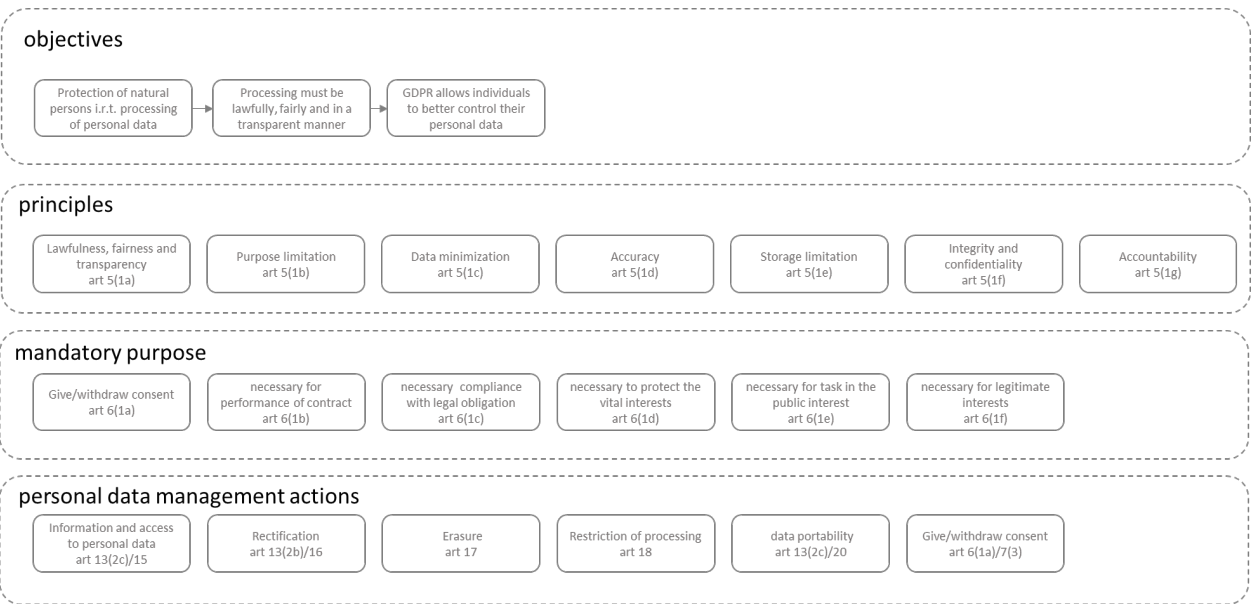 objectives
Protection of natural
persons i.r.t. processing
of personal data
Processing must be
lawfully, fairly and in a
transparent manner
GDPR allows individuals
to better control their
personal data
principles
Lawfulness, fairness and
transparency
art 5(1a)
Purpose limitation
art 5(1b)
Data minimization
art 5(1c)
Accuracy
art 5(1d)
Storage limitation
art 5(1e)
Integrity and
confidentiality
art 5(1f)
Accountability
art 5(1g)
mandatory purpose
Give/withdraw consent
art 6(1a)
necessary for
performance of contract
art 6(1b)
necessary compliance
with legal obligation
art 6(1c)
necessary to protect the
vital interests
art 6(1d)
necessary for task in the
public interest
art 6(1e)
necessary for legitimate
interests
art 6(1f)
personal data management actions
Information and access
to personal data
art 13(2c)/15
Rectification
art 13(2b)/16
Erasure
art 17
Restriction of processing
art 18
data portability
art 13(2c)/20
Give/withdraw consent
art 6(1a)/7(3)